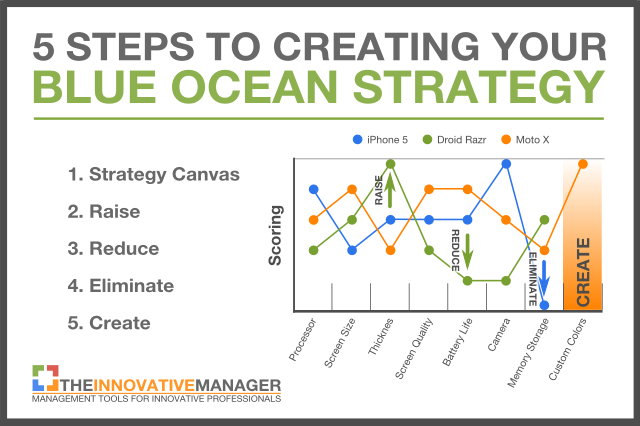 5 STEPS TO CREATING YOUR
BLUE OCEAN STRATEGY
iPhone 5 Droid Razr Moto X
1. Strategy Canvas
2. Raise
3. Reduce
4. Eliminate
5. Create
Scoring
RAISE
REDUCE
ELIMINATE
CREATE
Processor
Screen Size
Thicknes
Screen Quality
Battery Life
Camera
Memory Storage
Custom Colors
THEINNOVATIVEMANAGER
MANAGEMENT TOOLS FOR INNOVATIVE PROFESSIONALS